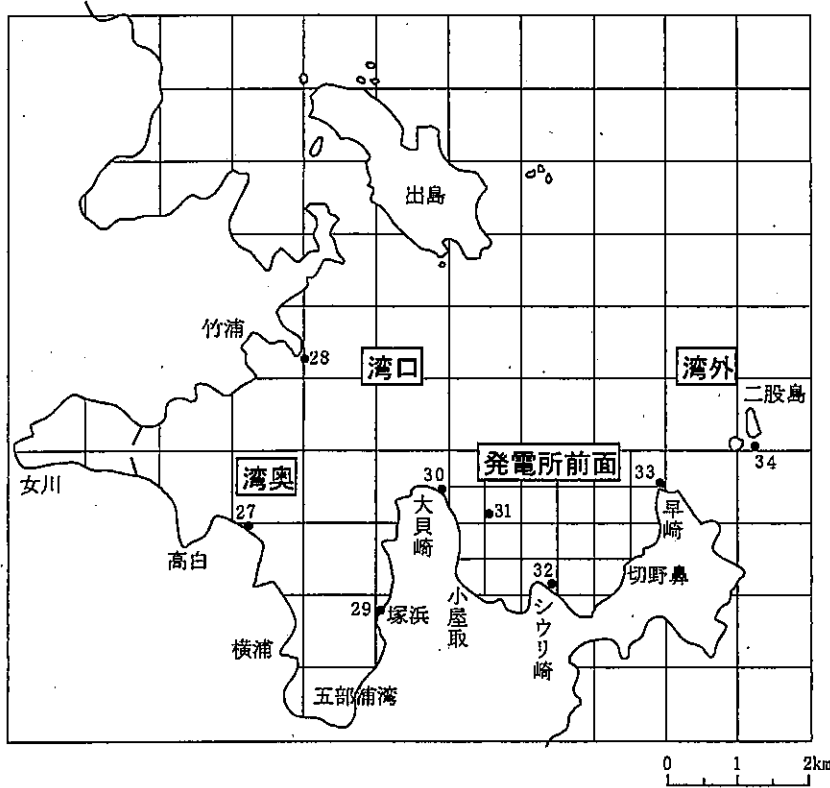 出島
竹浦
28
湾口
湾外
二股島
34
女川
湾奥
27
高白
発電所前面
30
大貝崎
31
33
早崎
32
切野鼻
29
塚浜
小屋取
シウリ崎
横浦
五部浦湾
0 1 2km